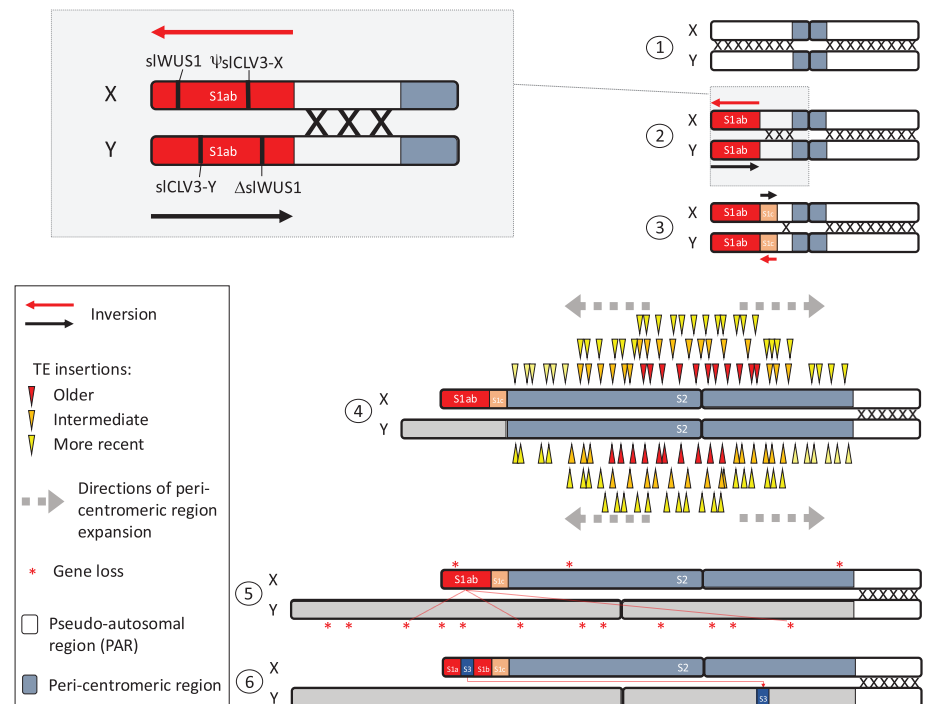 slWUS1 ΨslCLV3-X
X S1ab
Y S1ab
slCLV3-Y ΔslWUS1
1 X
Y
2 X S1ab
Y S1ab
3 X S1ab S1c
Y S1ab S1c
Inversion
TE insertions:
Older
Intermediate
More recent
Directions of peri-
centromeric region
expansion
* Gene loss
Pseudo-autosomal
region (PAR)
Peri-centromeric region
4 X S1ab S1c S2
Y S2
5 X S1ab S1c S2
Y
6 X S1a S3 S1b S1c S2
Y S3